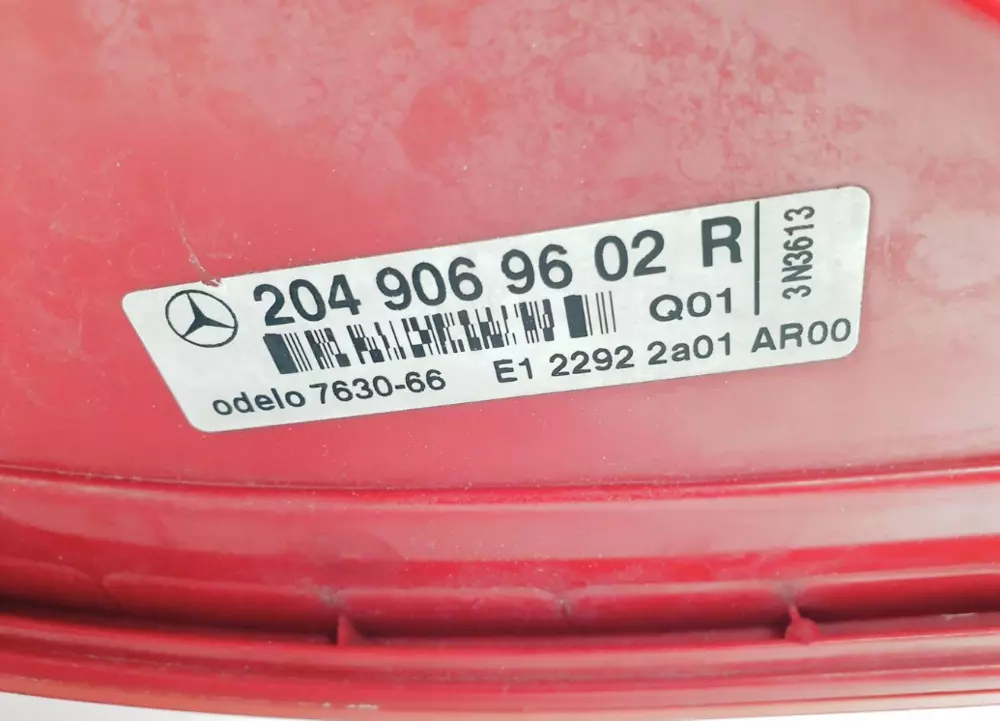 204 906 96 02 R
Q01
odelo 7630-66 E1 2292 2a01 AR00
3N3613